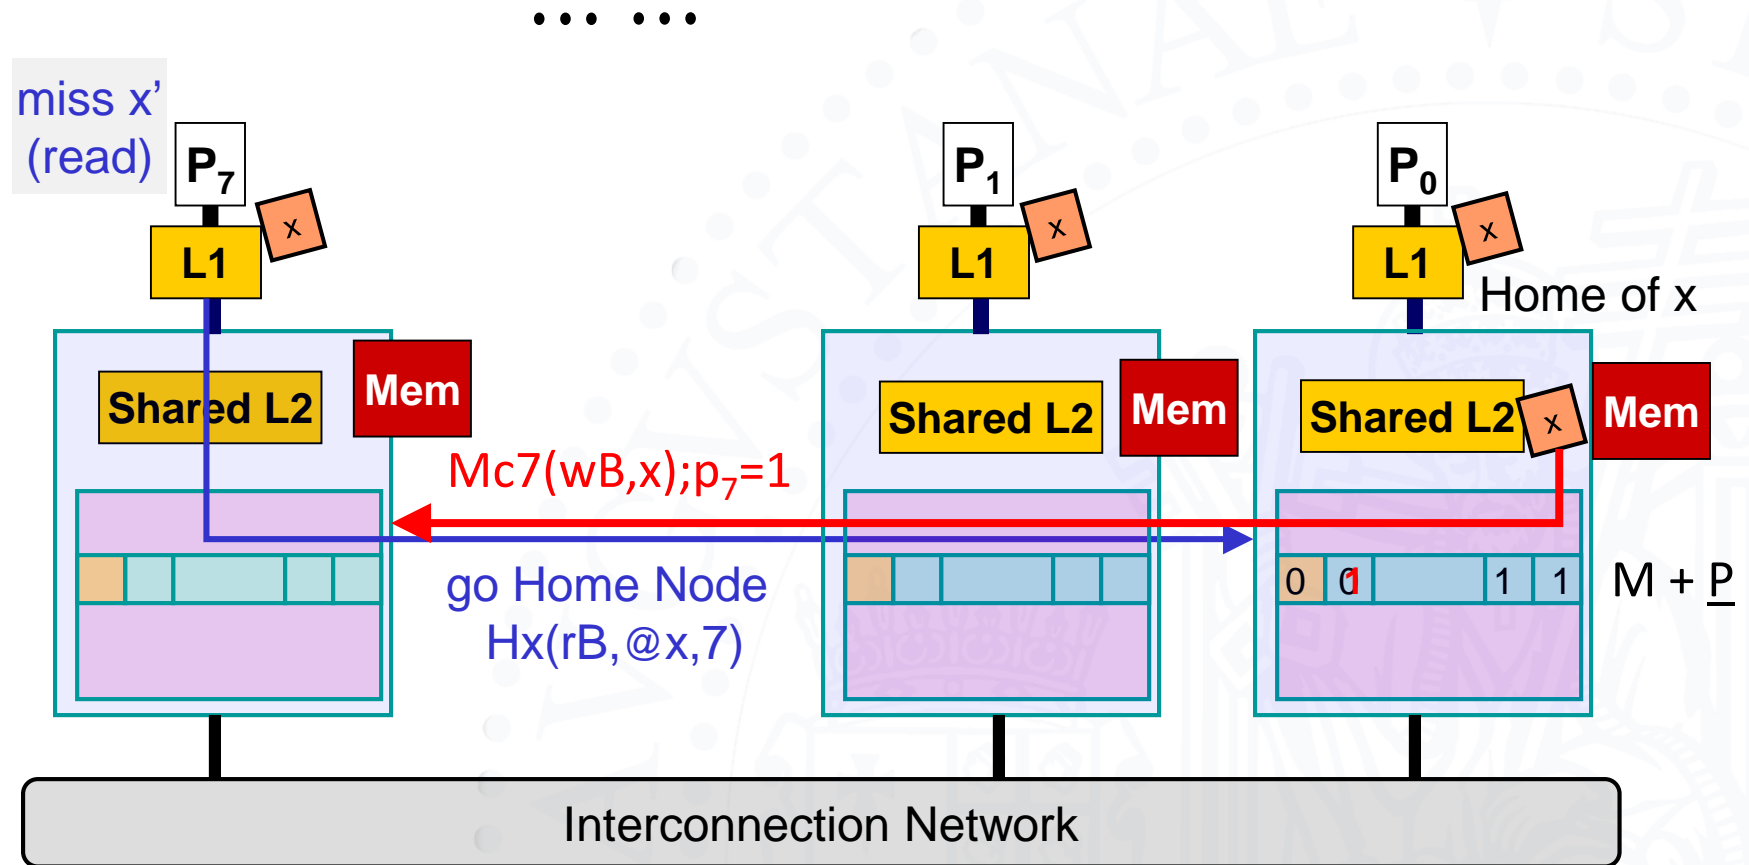 ... ...
miss x'
(read)
P7
P1
P0
x
x
x
L1
L1
L1
Home of x
Shared L2
Mem
Shared L2
Mem
Shared L2
x
Mem
Mc7(wB,x);p7=1
go Home Node
Hx(rB,@x,7)
0 0 1 1 1
M + P
Interconnection Network